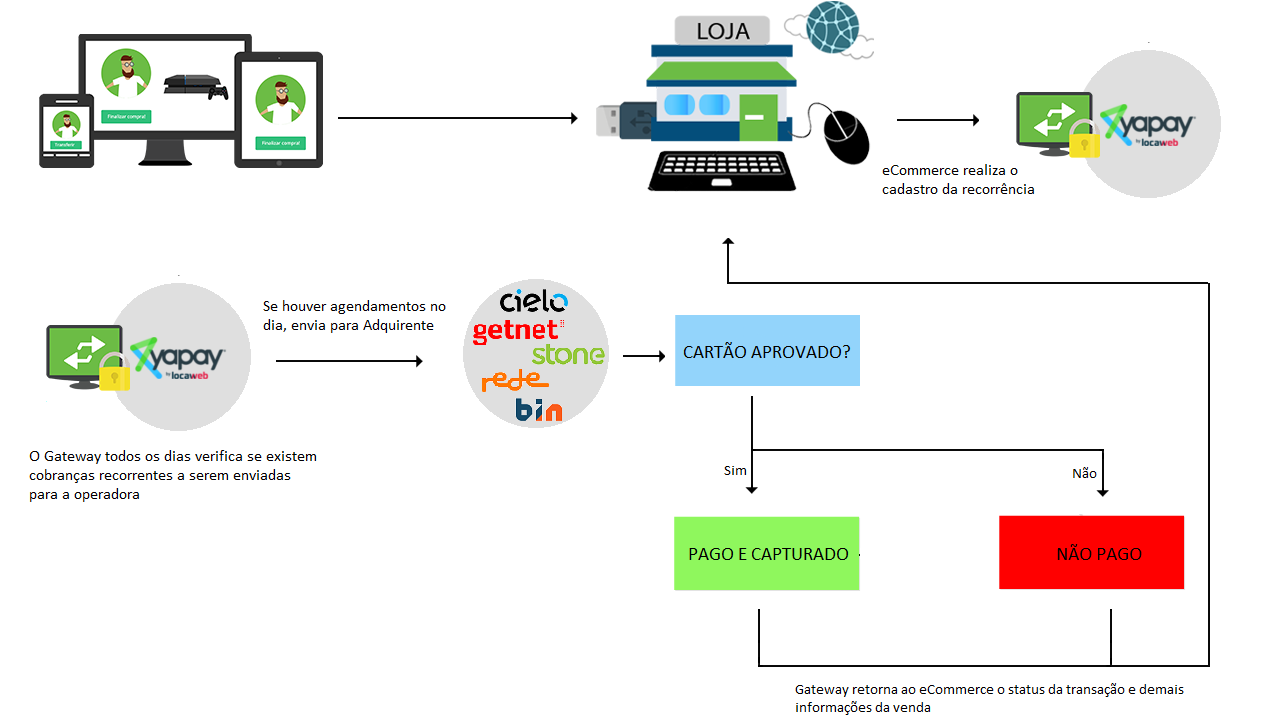 LOJA
Finalizar compra!
Transferir
Finalizar compra!
yapay
by locaweb
eCommerce realiza o
cadastro da recorrência
Se houver agendamentos no
dia, envia para Adquirente
yapay
by locaweb
cielo
getnet
stone
rede
bin
CARTÃO APROVADO?
O Gateway todos os dias verifica se existem
cobranças recorrentes a serem enviadas
para a operadora
Sim
Não
PAGO E CAPTURADO
NÃO PAGO
Gateway retorna ao eCommerce o status da transação e demais
informações da venda